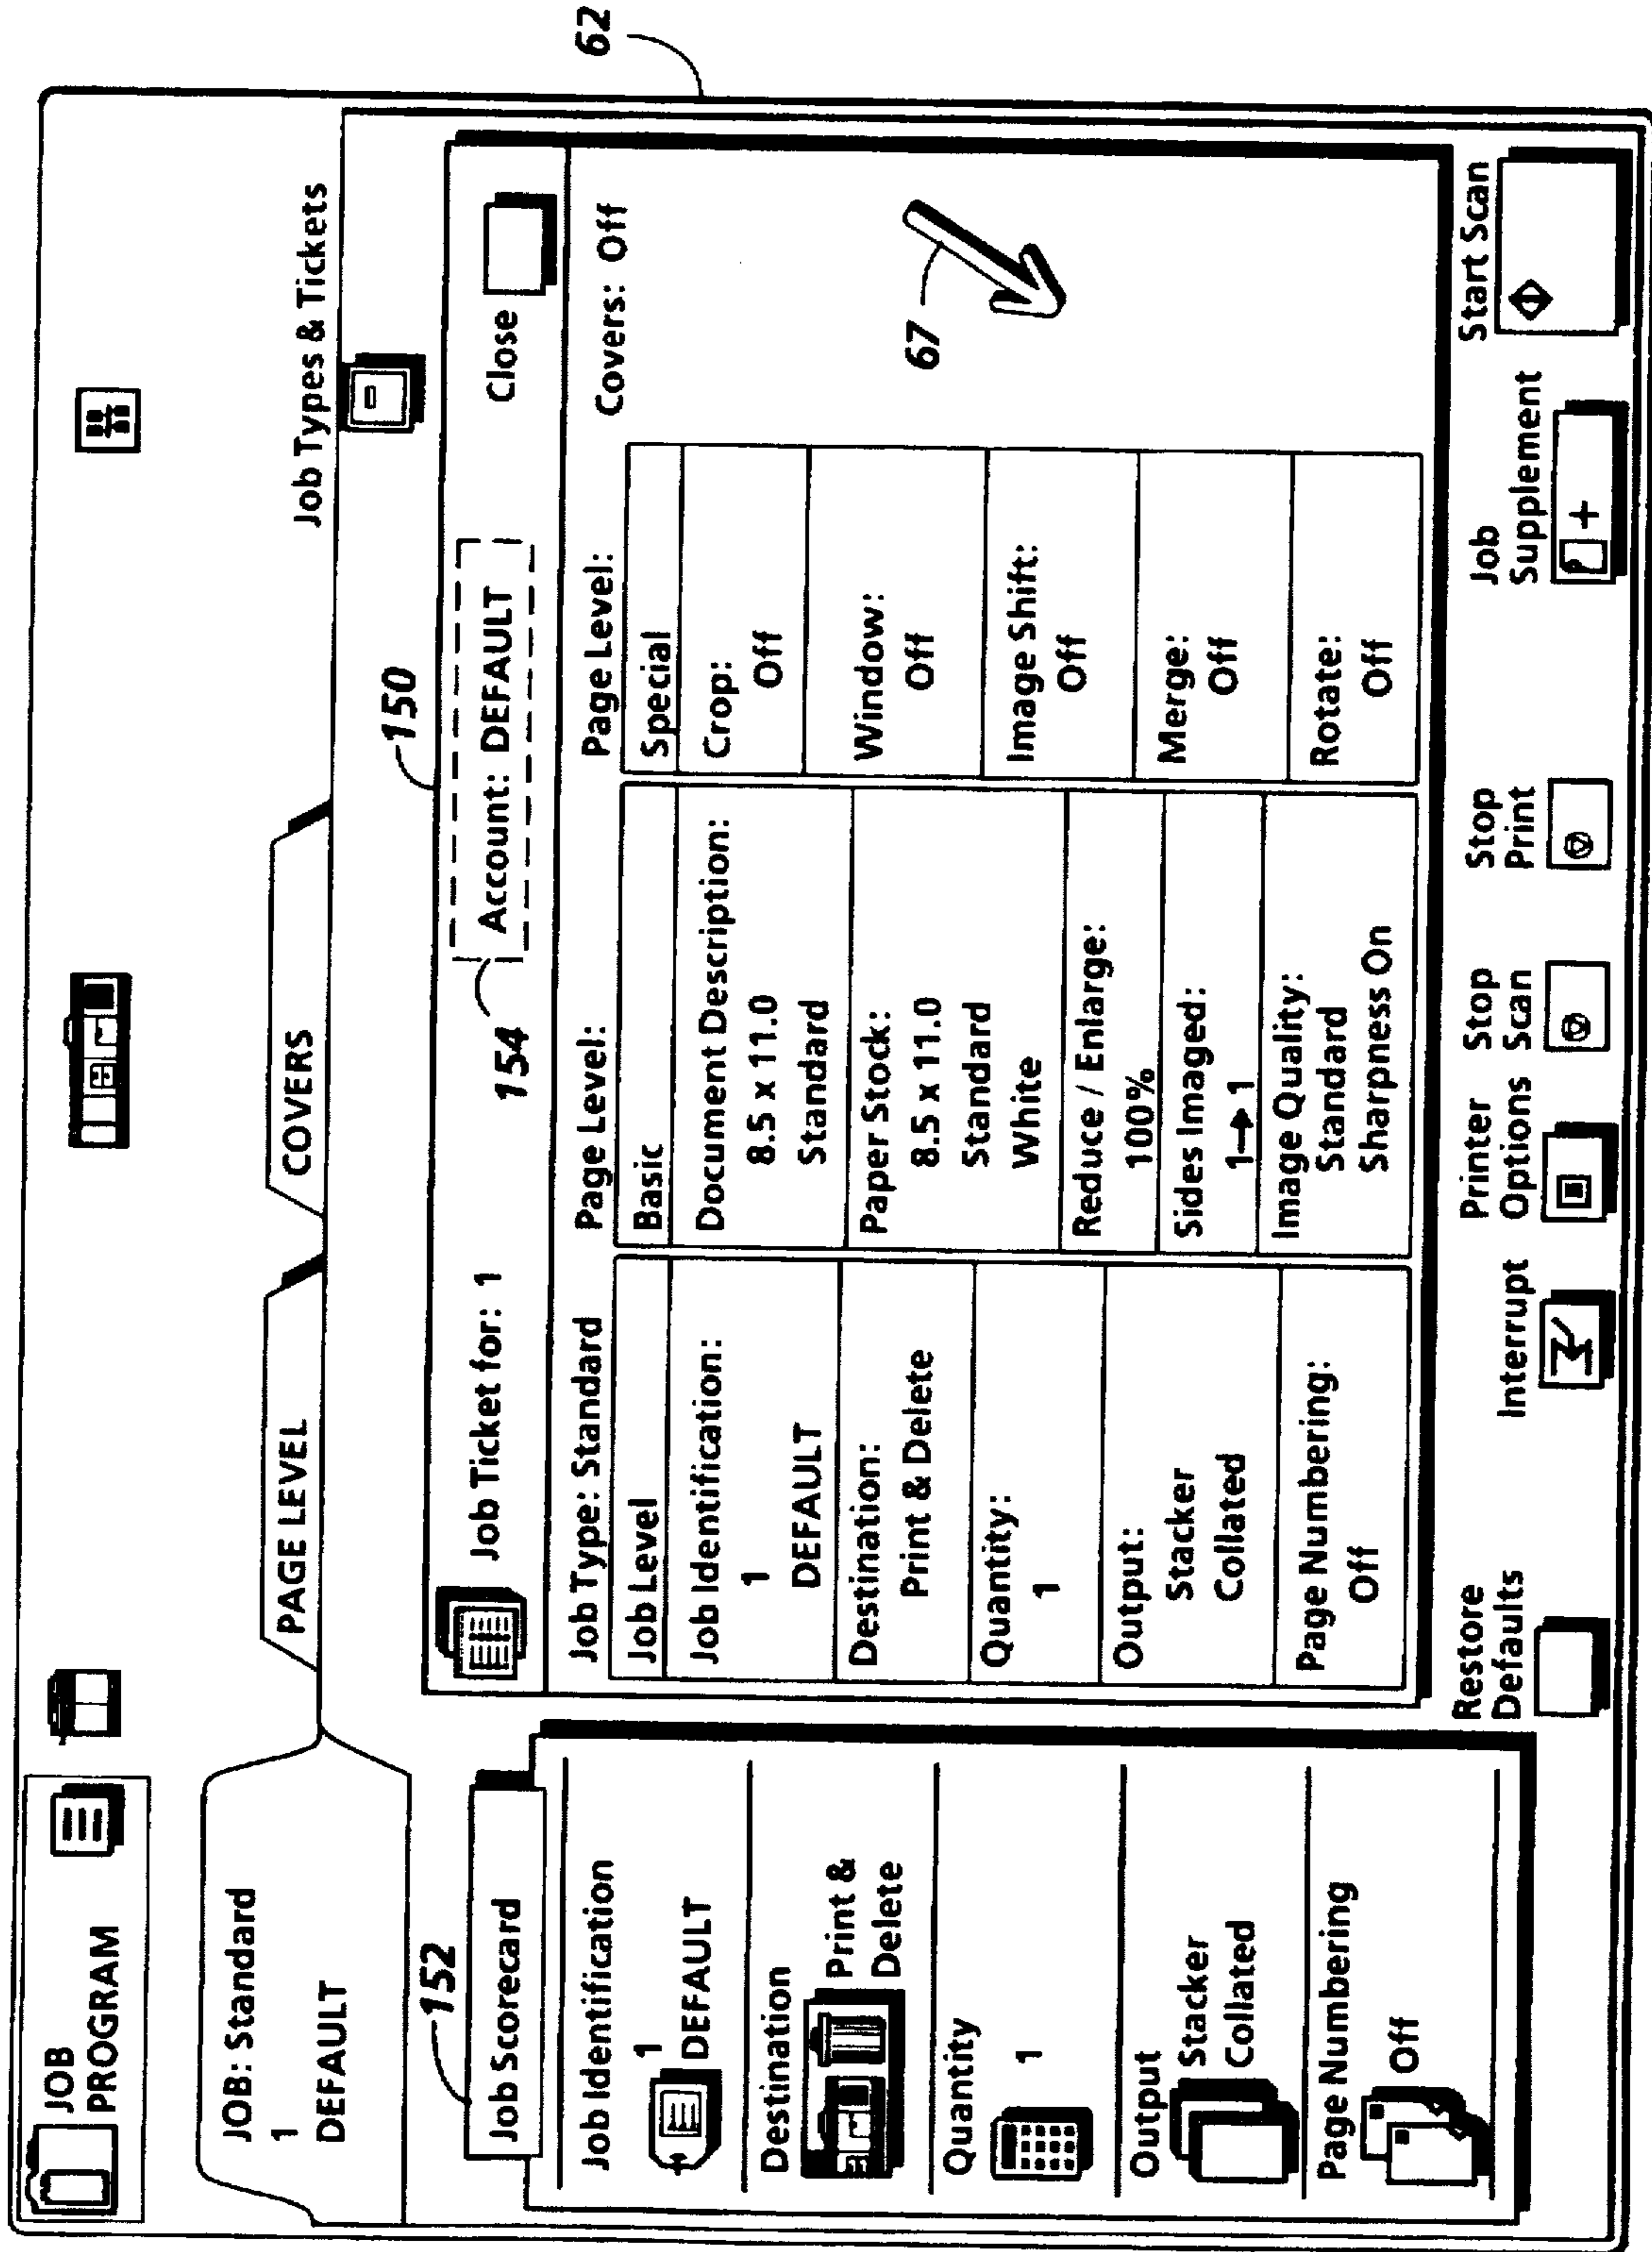 62
JOB
PROGRAM
JOB: Standard
1
DEFAULT
PAGE LEVEL
COVERS
Job Types & Tickets
152
Job Scorecard
Job Identification
1
DEFAULT
Destination
Print &
Delete
Quantity
1
Output
Stacker
Collated
Page Numbering
Off
150
Job Ticket for: 1
154
Account: DEFAULT
Close
Job Type: Standard
Job Level
Job Identification:
1
DEFAULT
Destination:
Print & Delete
Quantity:
1
Output:
Stacker
Collated
Page Numbering:
Off
Page Level:
Basic
Document Description:
8.5 x 11.0
Standard
Paper Stock:
8.5 x 11.0
Standard
White
Reduce / Enlarge:
100%
Sides Imaged:
1→1
Image Quality:
Standard
Sharpness On
Page Level:
Special
Crop:
Off
Window:
Off
Image Shift:
Off
Merge:
Off
Rotate:
Off
Covers: Off
67
Restore
Defaults
Interrupt
Printer
Options
Stop
Scan
Stop
Print
Job
Supplement
Start Scan